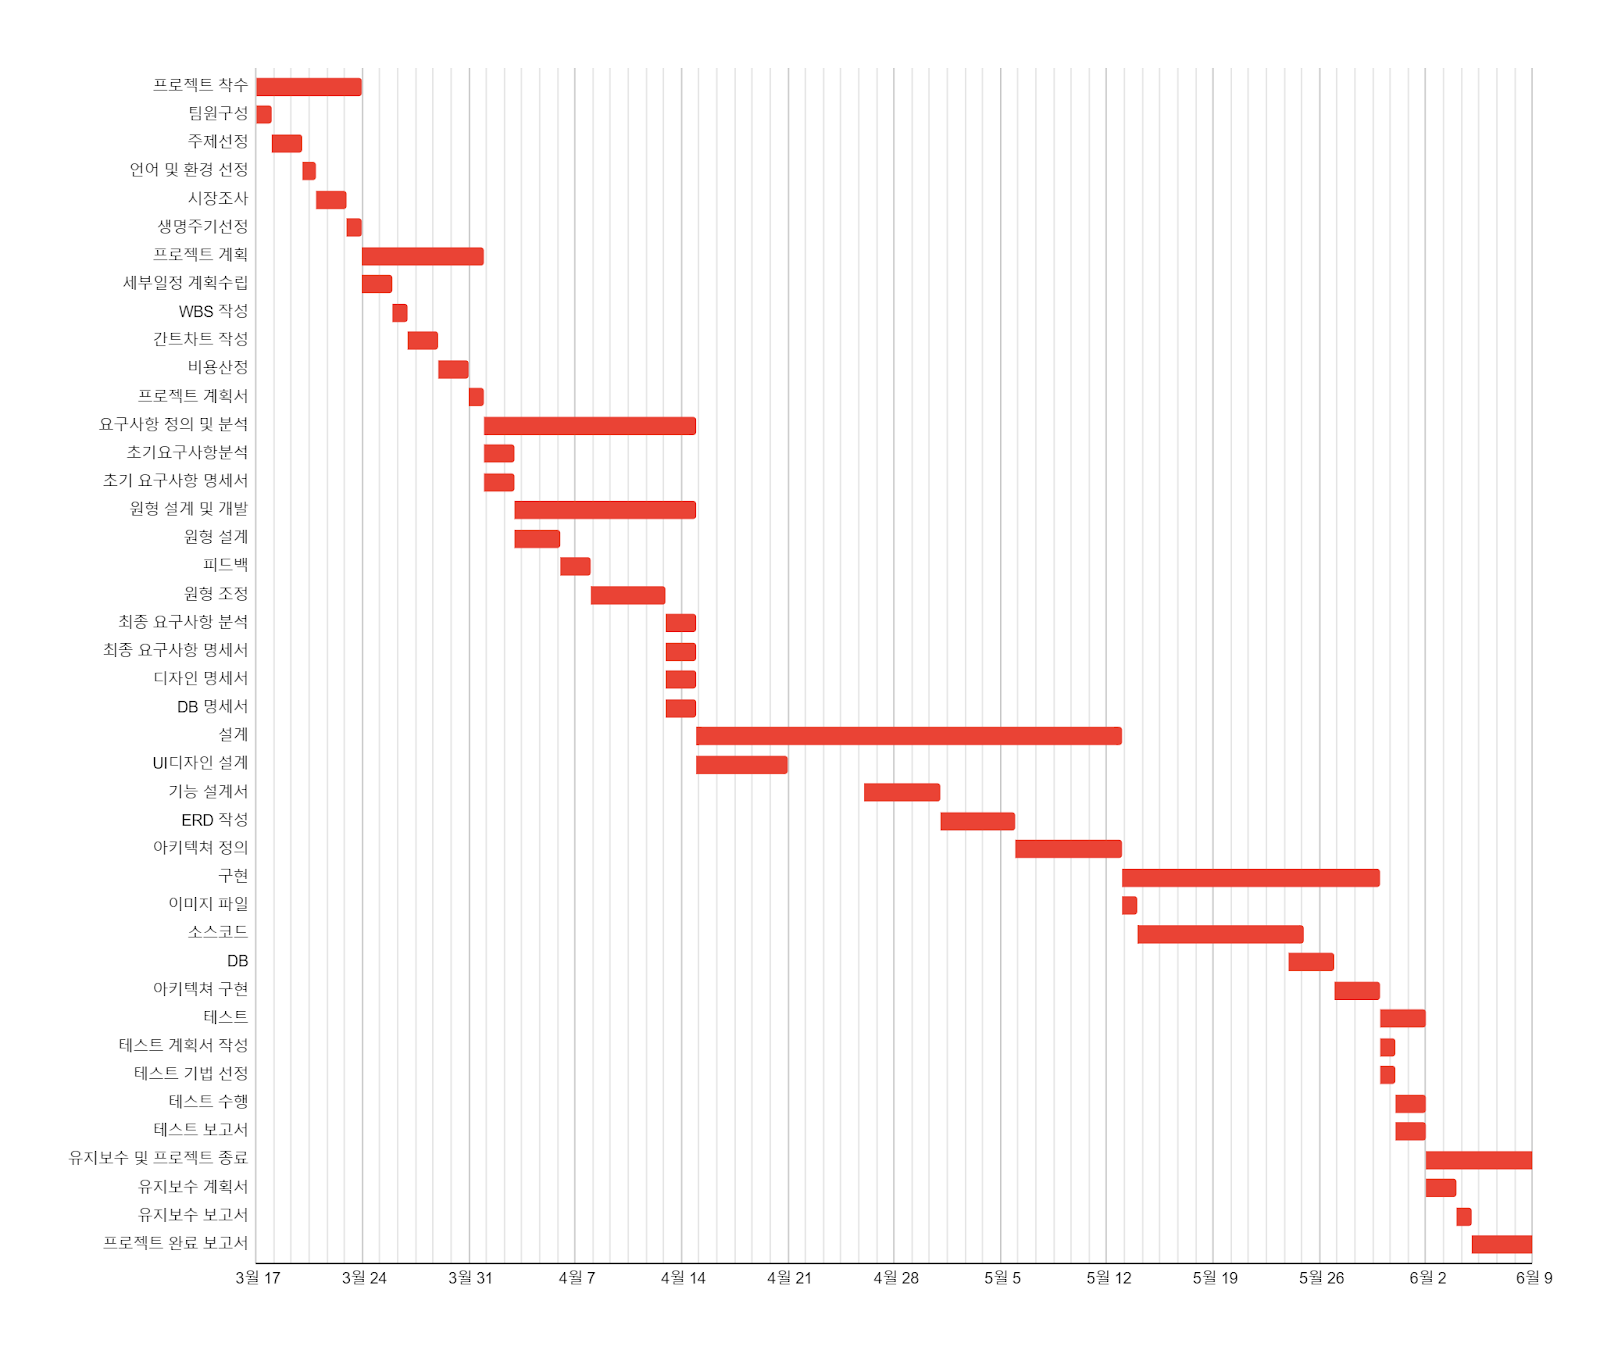 프로젝트 착수
팀원구성
주제선정
언어 및 환경 선정
시장조사
생명주기선정
프로젝트 계획
세부일정 계획수립
WBS 작성
간트차트 작성
비용산정
프로젝트 계획서
요구사항 정의 및 분석
초기요구사항분석
초기 요구사항 명세서
원형 설계 및 개발
원형 설계
피드백
원형 조정
최종 요구사항 분석
최종 요구사항 명세서
디자인 명세서
DB 명세서
설계
UI디자인 설계
기능 설계서
ERD 작성
아키텍쳐 정의
구현
이미지 파일
소스코드
DB
아키텍쳐 구현
테스트
테스트 계획서 작성
테스트 기법 선정
테스트 수행
테스트 보고서
유지보수 및 프로젝트 종료
유지보수 계획서
유지보수 보고서
프로젝트 완료 보고서
3월 17 3월 24 3월 31 4월 7 4월 14 4월 21 4월 28 5월 5 5월 12 5월 19 5월 26 6월 2 6월 9